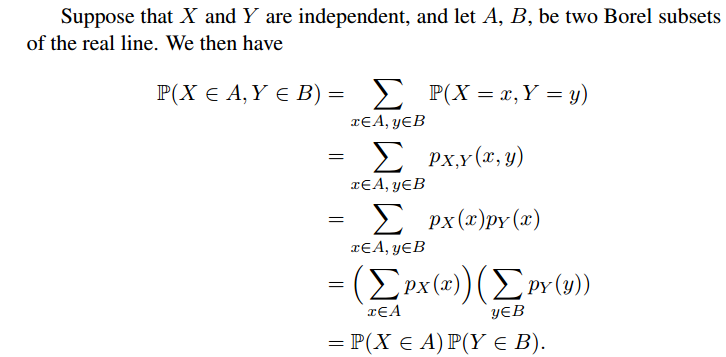 Suppose that X and Y are independent, and let A, B, be two Borel subsets
of the real line. We then have
ℙ(X ∈ A, Y ∈ B) = ∑_{x∈A, y∈B} ℙ(X = x, Y = y)
= ∑_{x∈A, y∈B} p_{X,Y}(x, y)
= ∑_{x∈A, y∈B} p_X(x)p_Y(x)
= (∑_{x∈A} p_X(x))(∑_{y∈B} p_Y(y))
= ℙ(X ∈ A) ℙ(Y ∈ B).